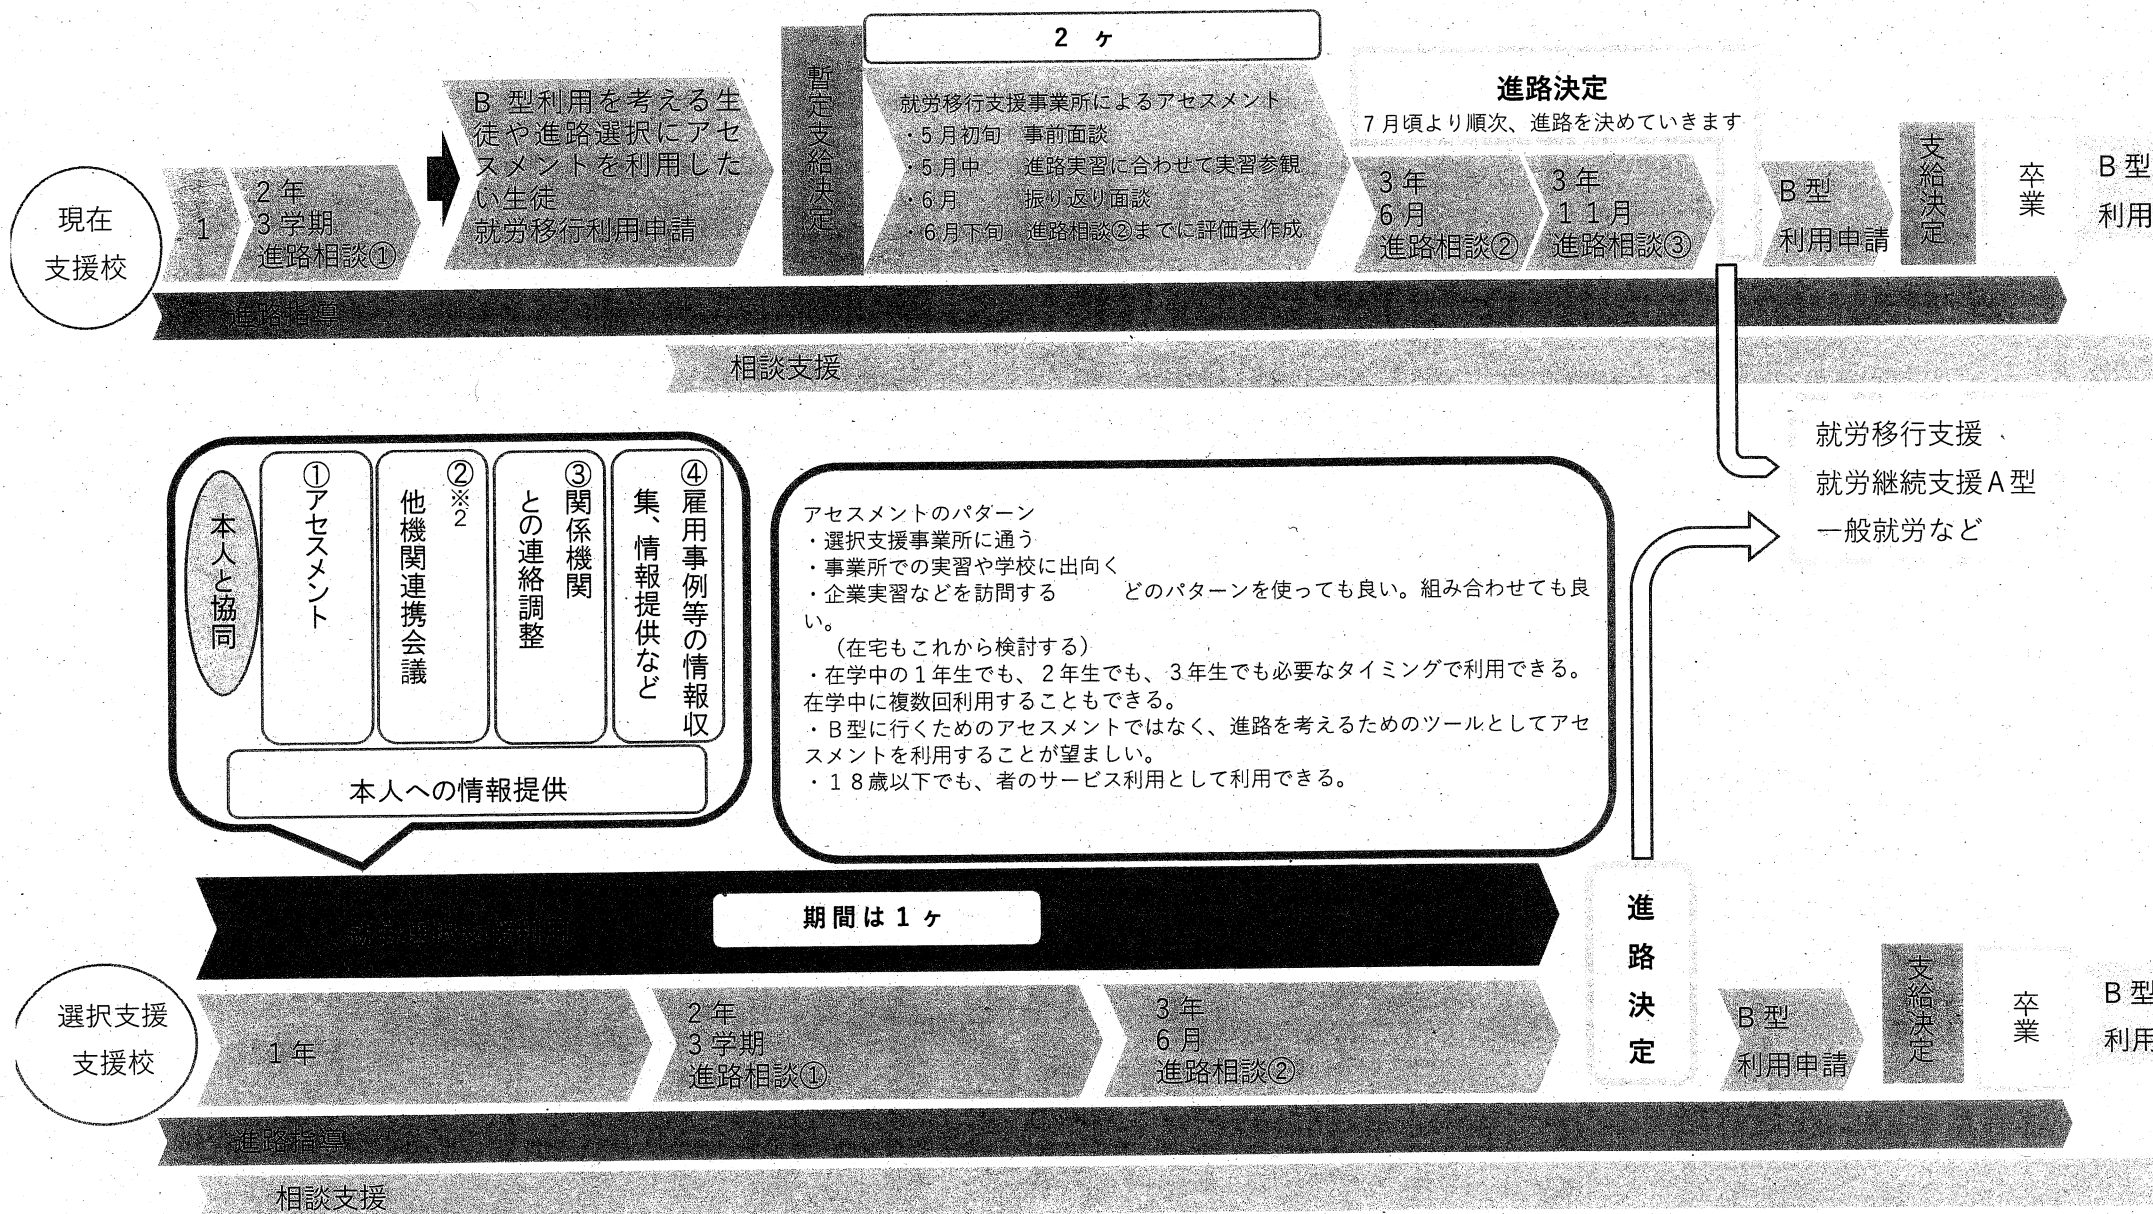 2 ヶ
現在
支援校
1
2年
3学期
進路相談①
B 型利用を考える生
徒や進路選択にアセ
スメントを利用した
い生徒
就労移行利用申請
暫定支給決定
就労移行支援事業所によるアセスメント
・5月初旬 事前面談
・5月中 進路実習に合わせて実習参観
・6月 振り返り面談
・6月下旬 進路相談②までに評価表作成
進路決定
7月頃より順次、進路を決めていきます
3年
6月
進路相談②
3年
11月
進路相談③
B型
利用申請
支給決定
卒業
B型
利用
進路指導
相談支援
就労移行支援
就労継続支援A型
一般就労など
本人と協同
①アセスメント
②※2
他機関連携会議
③関係機関
との連絡調整
④雇用事例等の情報収
集、情報提供など
本人への情報提供
アセスメントのパターン
・選択支援事業所に通う
・事業所での実習や学校に出向く
・企業実習などを訪問する どのパターンを使っても良い。組み合わせても良
い。
（在宅もこれから検討する）
・在学中の1年生でも、2年生でも、3年生でも必要なタイミングで利用できる。
在学中に複数回利用することもできる。
・B型に行くためのアセスメントではなく、進路を考えるためのツールとしてアセ
スメントを利用することが望ましい。
・18歳以下でも、者のサービス利用として利用できる。
期間は1ヶ
選択支援
支援校
1年
2年
3学期
進路相談①
3年
6月
進路相談②
進路決定
B型
利用申請
支給決定
卒業
B型
利用
進路指導
相談支援